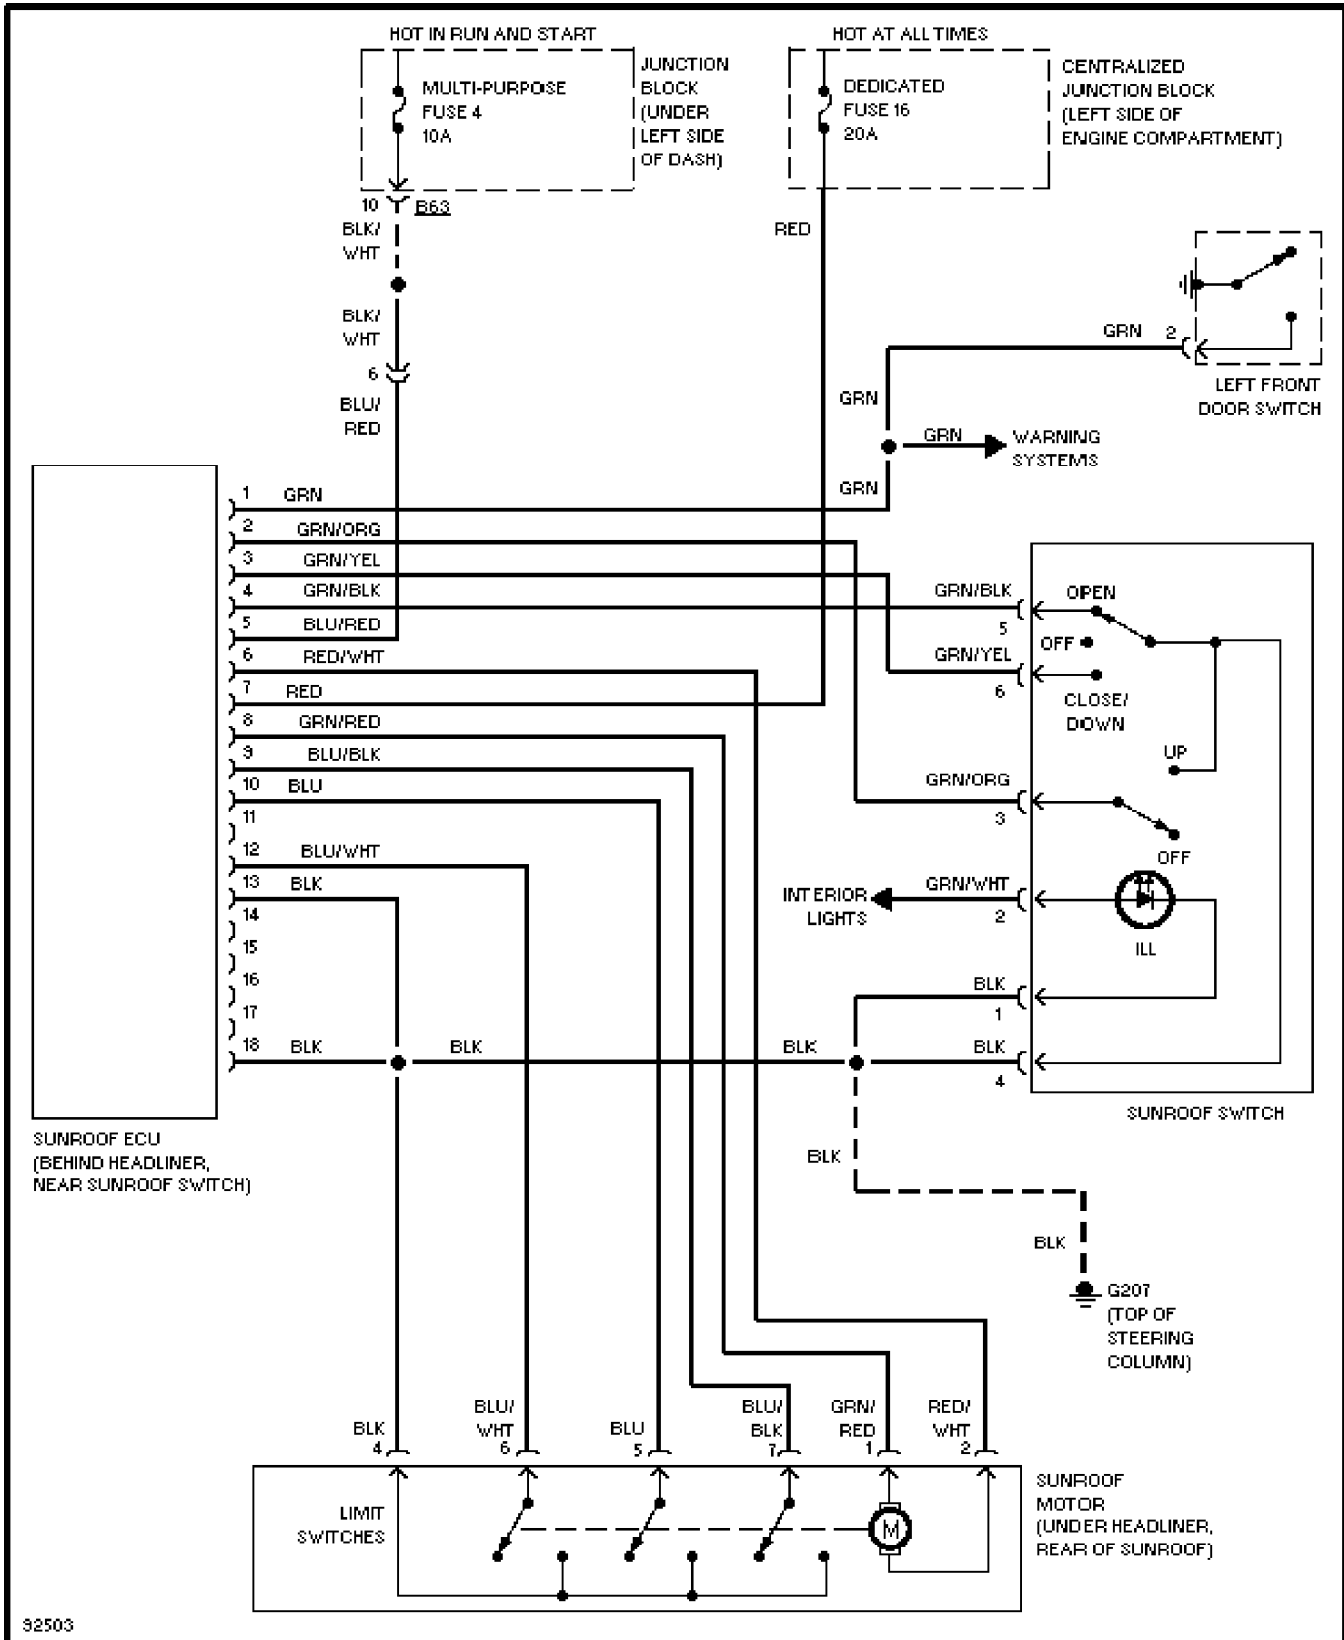 HOT IN RUN AND START
HOT AT ALL TIMES
MULTI-PURPOSE
FUSE 4
10A
JUNCTION
BLOCK
(UNDER
LEFT SIDE
OF DASH)
DEDICATED
FUSE 16
20A
CENTRALIZED
JUNCTION BLOCK
(LEFT SIDE OF
ENGINE COMPARTMENT)
10
B63
BLK/
WHT
RED
BLK/
WHT
6
BLU/
RED
GRN
2
LEFT FRONT
DOOR SWITCH
GRN
GRN
WARNING
SYSTEMS
GRN
1 GRN
2 GRN/ORG
3 GRN/YEL
4 GRN/BLK
5 BLU/RED
6 RED/WHT
7 RED
8 GRN/RED
9 BLU/BLK
10 BLU
11
12 BLU/WHT
13 BLK
14
15
16
17
18 BLK
BLK
BLK
SUNROOF ECU
(BEHIND HEADLINER,
NEAR SUNROOF SWITCH)
GRN/BLK
5
OPEN
OFF
GRN/YEL
6
CLOSE/
DOWN
UP
GRN/ORG
3
OFF
INTERIOR
LIGHTS
GRN/WHT
2
ILL
BLK
1
BLK
4
SUNROOF SWITCH
BLK
BLK
G207
(TOP OF
STEERING
COLUMN)
BLK
4
BLU/
WHT
6
BLU
5
BLU/
BLK
7
GRN/
RED
1
RED/
WHT
2
LIMIT
SWITCHES
M
SUNROOF
MOTOR
(UNDER HEADLINER,
REAR OF SUNROOF)
92503